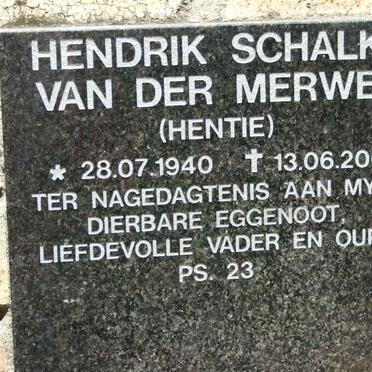 HENDRIK SCHALK
VAN DER MERWE
(HENTIE)
* 28.07.1940 ✝ 13.06.20
TER NAGEDAGTENIS AAN MY
DIERBARE EGGENOOT,
LIEFDEVOLLE VADER EN OUP
PS. 23